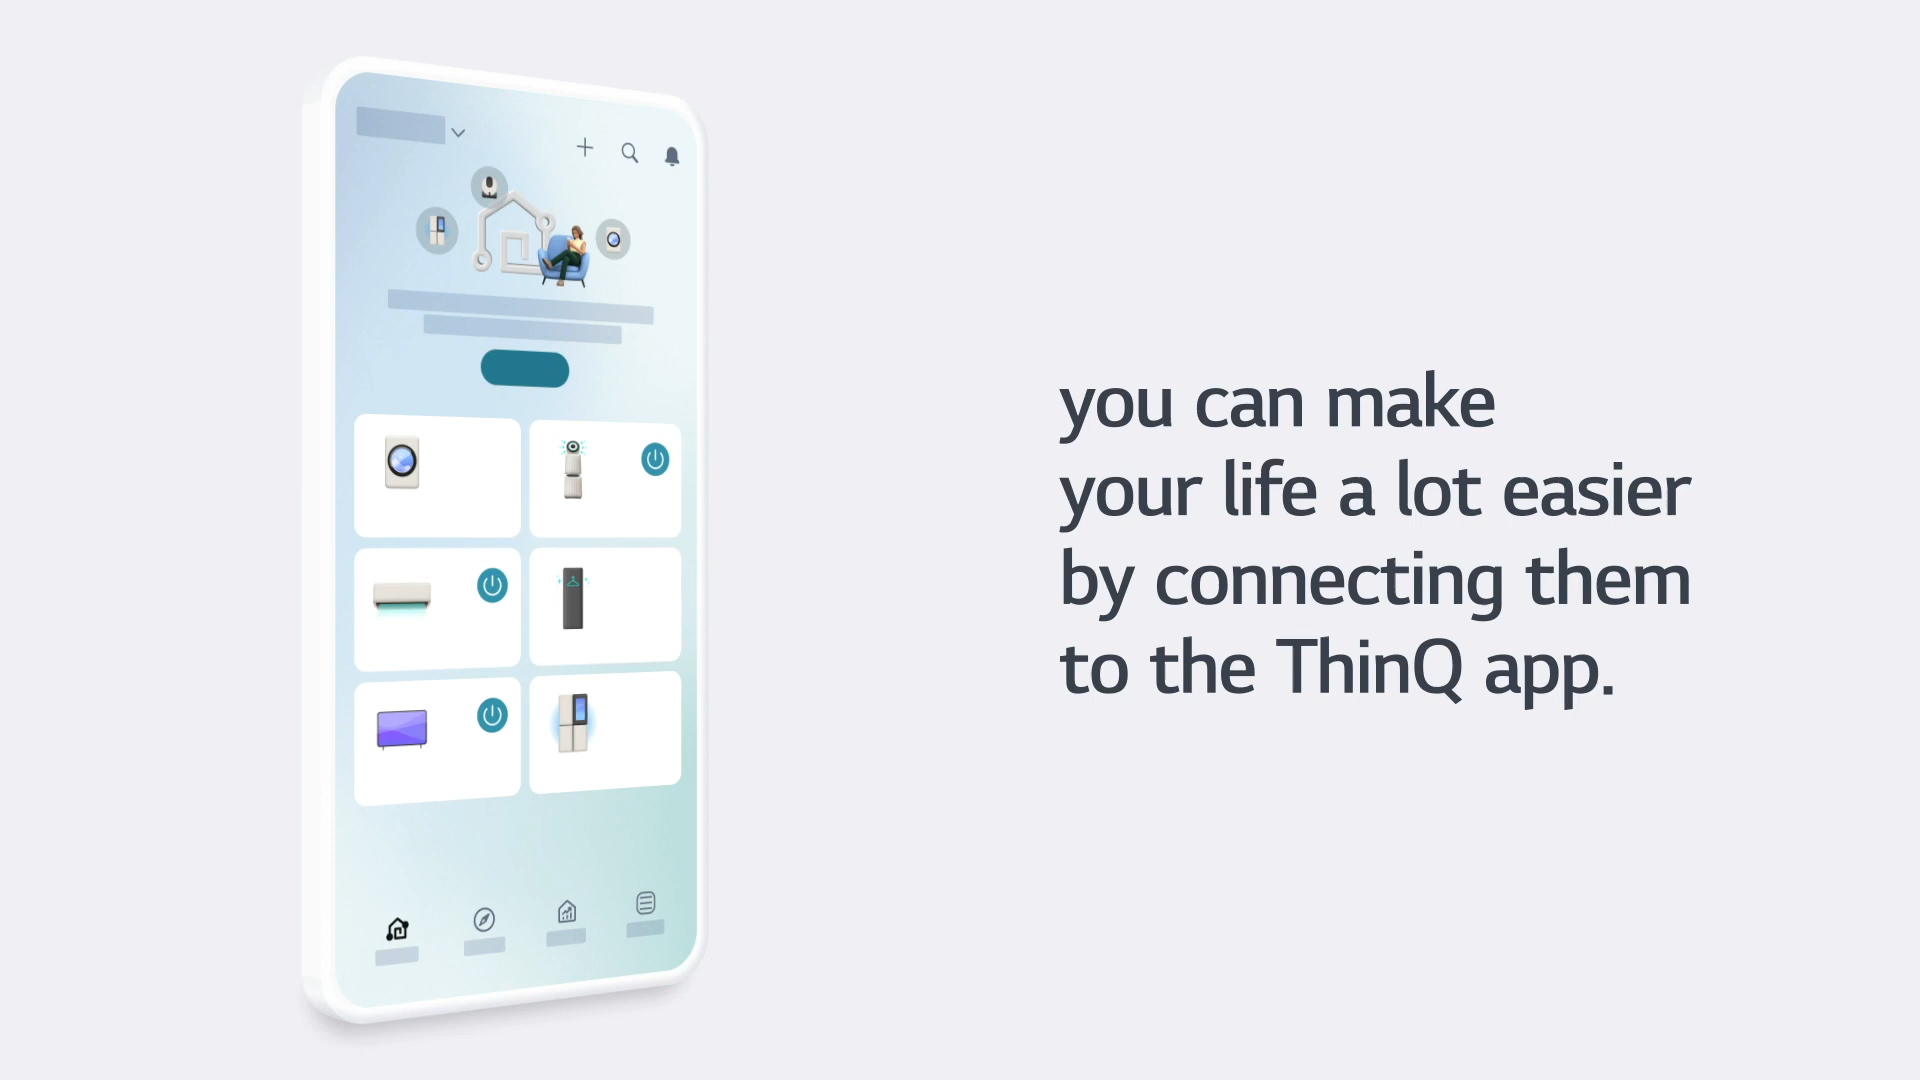 you can make
your life a lot easier
by connecting them
to the ThinQ app.